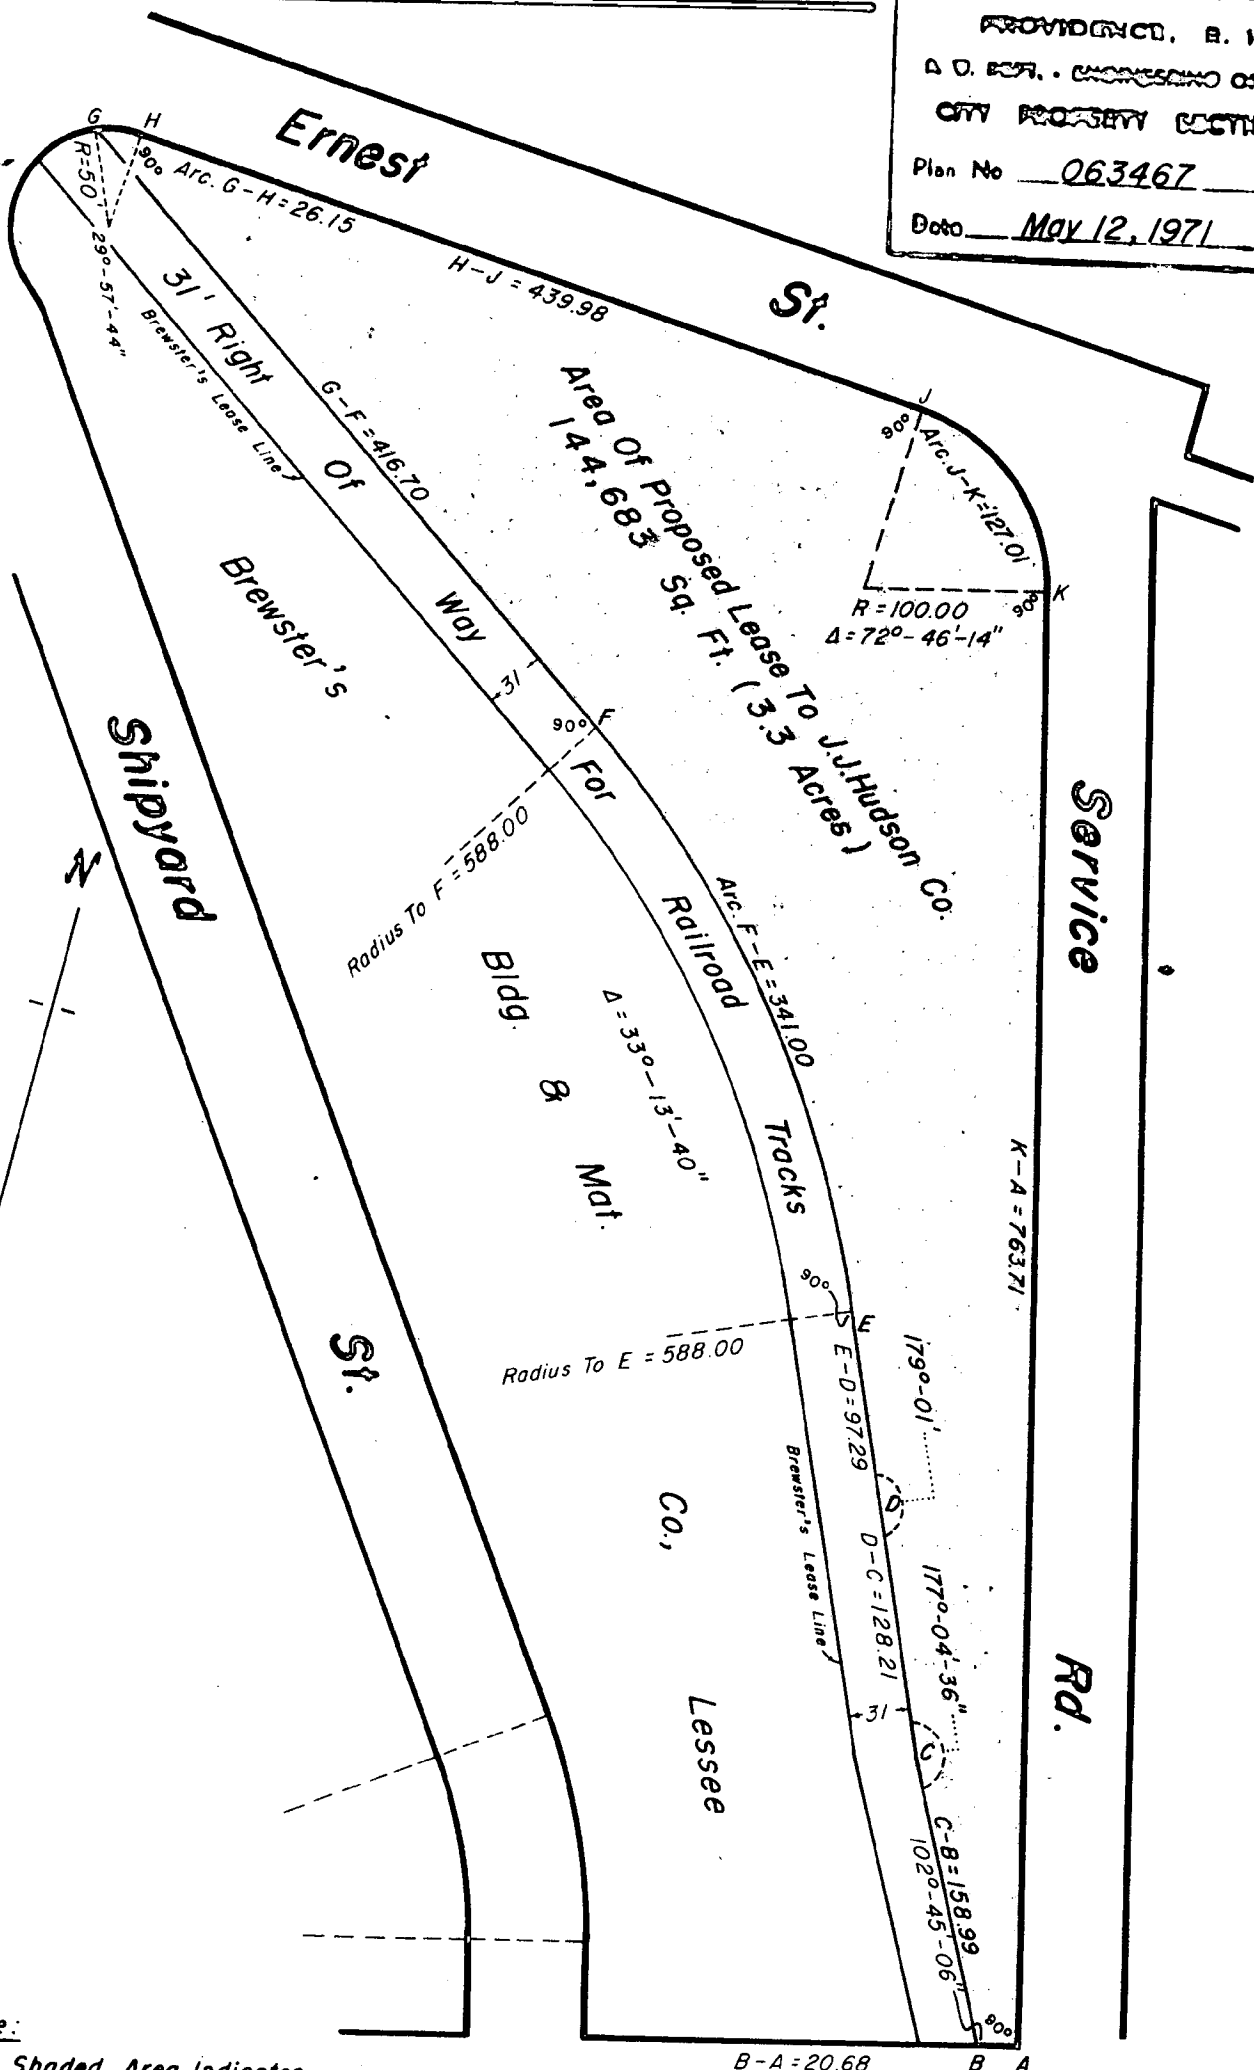 PROVIDENCE, R. I.
CITY PROPERTY SECTION
Plan No 063467
Date May 12, 1971
Ernest
St.
G
H
R=50'
90°
Arc. G-H=26.15
29°-57'-44"
H-J = 439.98
31' Right Of Way For Railroad Tracks
Brewster's Lease Line
G-F=416.70
Area Of Proposed Lease To J.J.Hudson Co.
144,683 Sq. Ft. (3.3 Acres)
J
90°
Arc.J-K=127.01
K
90°
R=100.00
Δ=72°-46'-14"
Brewster's
Bldg. & Mat.
Co.,
Lessee
31
90°
F
Radius To F = 588.00
Arc. F-E=341.00
Δ=33°-13'-40"
Shipyard
St.
N
Service
Rd.
K-A=763.71
90°
E
Radius To E = 588.00
E-D=97.29
179°-01'
D
Brewster's Lease Line
D-C=128.21
177°-04'-36"
31
C
C-B=158.99
102°-45'-06"
90°
B-A=20.68
B
A
Shaded Area Indicates